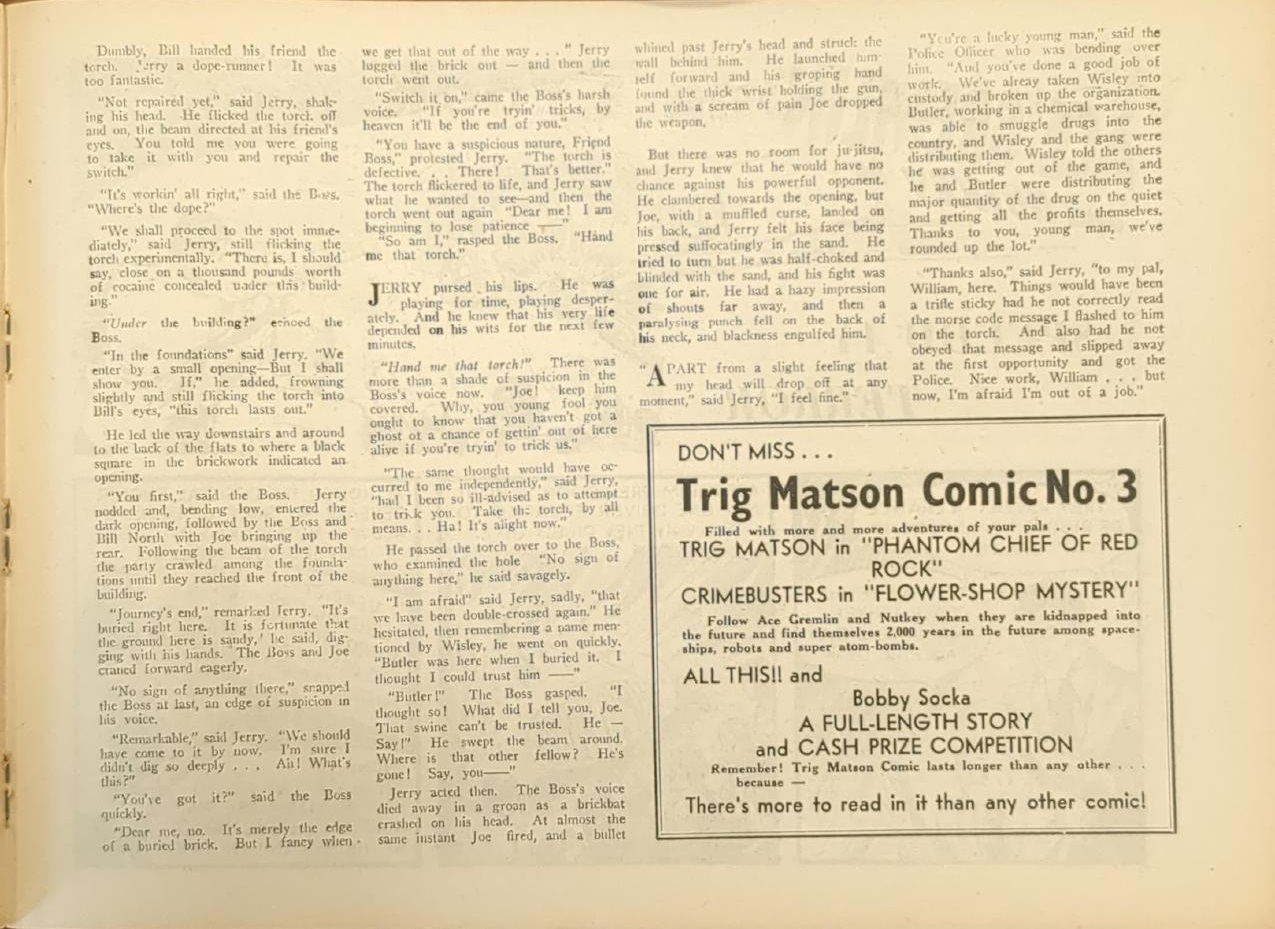 Dumbly, Bill handed his friend the
torch. Jerry a dope-runner! It was
too fantastic.
"Not repaired yet," said Jerry, shak-
ing his head. He flicked the torch off
and on, the beam directed at his friend's
eyes. You told me you were going
to take it with you and repair the
switch."
"It's workin' all right," said the Boss.
"Where's the dope?"
"We shall proceed to the spot imme-
diately," said Jerry, still flicking the
torch experimentally. "There is, I should
say, close on a thousand pounds worth
of cocaine concealed under this build-
ing."
"Under the building?" echoed the
Boss.
"In the foundations" said Jerry. "We
enter by a small opening—But I shall
show you. If," he added, frowning
slightly and still flicking the torch into
Bill's eyes, "this torch lasts out."
He led the way downstairs and around
to the back of the flats to where a black
square in the brickwork indicated an
opening.
"You first," said the Boss. Jerry
nodded and, bending low, entered the
dark opening, followed by the Boss and
Bill North with Joe bringing up the
rear. Following the beam of the torch
the party crawled among the founda-
tions until they reached the front of the
building.
"Journey's end," remarked Jerry. "It's
buried right here. It is fortunate that
the ground here is sandy,' he said, dig-
ging with his hands. The Boss and Joe
craned forward eagerly.
"No sign of anything there," snapped
the Boss at last, an edge of suspicion in
his voice.
"Remarkable," said Jerry. "We should
have come to it by now. I'm sure I
didn't dig so deeply . . . Ah! What's
this?"
"You've got it?" said the Boss
quickly.
"Dear me, no. It's merely the edge
of a buried brick. But I fancy when
we get that out of the way . . ." Jerry
lugged the brick out — and then the
torch went out.
"Switch it on," came the Boss's harsh
voice. "If you're tryin' tricks, by
heaven it'll be the end of you."
"You have a suspicious nature, Friend
Boss," protested Jerry. "The torch is
defective. . . There! That's better."
The torch flickered to life, and Jerry saw
what he wanted to see—and then the
torch went out again "Dear me! I am
beginning to lose patience —"
"So am I," rasped the Boss. "Hand
me that torch."
JERRY pursed his lips. He was
playing for time, playing desper-
ately. And he knew that his very life
depended on his wits for the next few
minutes.
"Hand me that torch!" There was
more than a shade of suspicion in the
Boss's voice now. "Joe! keep him
covered. Why, you young fool you
ought to know that you haven't got a
ghost of a chance of gettin' out of here
alive if you're tryin' to trick us."
"The same thought would have oc-
curred to me independently," said Jerry,
"had I been so ill-advised as to attempt
to trick you. Take the torch, by all
means. . . Ha! It's alight now."
He passed the torch over to the Boss,
who examined the hole "No sign of
anything here," he said savagely.
"I am afraid" said Jerry, sadly, "that
we have been double-crossed again." He
hesitated, then remembering a name men-
tioned by Wisley, he went on quickly.
"Butler was here when I buried it. I
thought I could trust him ——"
"Butler!" The Boss gasped. "I
thought so! What did I tell you, Joe.
That swine can't be trusted. He —
Say!" He swept the beam around.
Where is that other fellow? He's
gone! Say, you——"
Jerry acted then. The Boss's voice
died away in a groan as a brickbat
crashed on his head. At almost the
same instant Joe fired, and a bullet
whined past Jerry's head and struck the
wall behind him. He launched him-
self forward and his groping hand
found the thick wrist holding the gun,
and with a scream of pain Joe dropped
the weapon.
But there was no room for ju-jitsu,
and Jerry knew that he would have no
chance against his powerful opponent.
He clambered towards the opening, but
Joe, with a muffled curse, landed on
his back, and Jerry felt his face being
pressed suffocatingly in the sand. He
tried to turn but he was half-choked and
blinded with the sand, and his fight was
one for air. He had a hazy impression
of shouts far away, and then a
paralysing punch fell on the back of
his neck, and blackness engulfed him.
"APART from a slight feeling that
my head will drop off at any
moment," said Jerry, "I feel fine."
"You're a lucky young man," said the
Police Officer who was bending over
him. "And you've done a good job of
work. We've alreay taken Wisley into
custody and broken up the organization.
Butler, working in a chemical warehouse,
was able to smuggle drugs into the
country, and Wisley and the gang were
distributing them. Wisley told the others
he was getting out of the game, and
he and Butler were distributing the
major quantity of the drug on the quiet
and getting all the profits themselves.
Thanks to you, young man, we've
rounded up the lot."
"Thanks also," said Jerry, "to my pal,
William, here. Things would have been
a trifle sticky had he not correctly read
the morse code message I flashed to him
on the torch. And also had he not
obeyed that message and slipped away
at the first opportunity and got the
Police. Nice work, William . . . but
now, I'm afraid I'm out of a job."
DON'T MISS . . .
Trig Matson Comic No. 3
Filled with more and more adventures of your pals . . .
TRIG MATSON in "PHANTOM CHIEF OF RED
ROCK"
CRIMEBUSTERS in "FLOWER-SHOP MYSTERY"
Follow Ace Gremlin and Nutkey when they are kidnapped into
the future and find themselves 2,000 years in the future among space-
ships, robots and super atom-bombs.
ALL THIS!! and
Bobby Socka
A FULL-LENGTH STORY
and CASH PRIZE COMPETITION
Remember! Trig Matson Comic lasts longer than any other . . .
because —
There's more to read in it than any other comic!